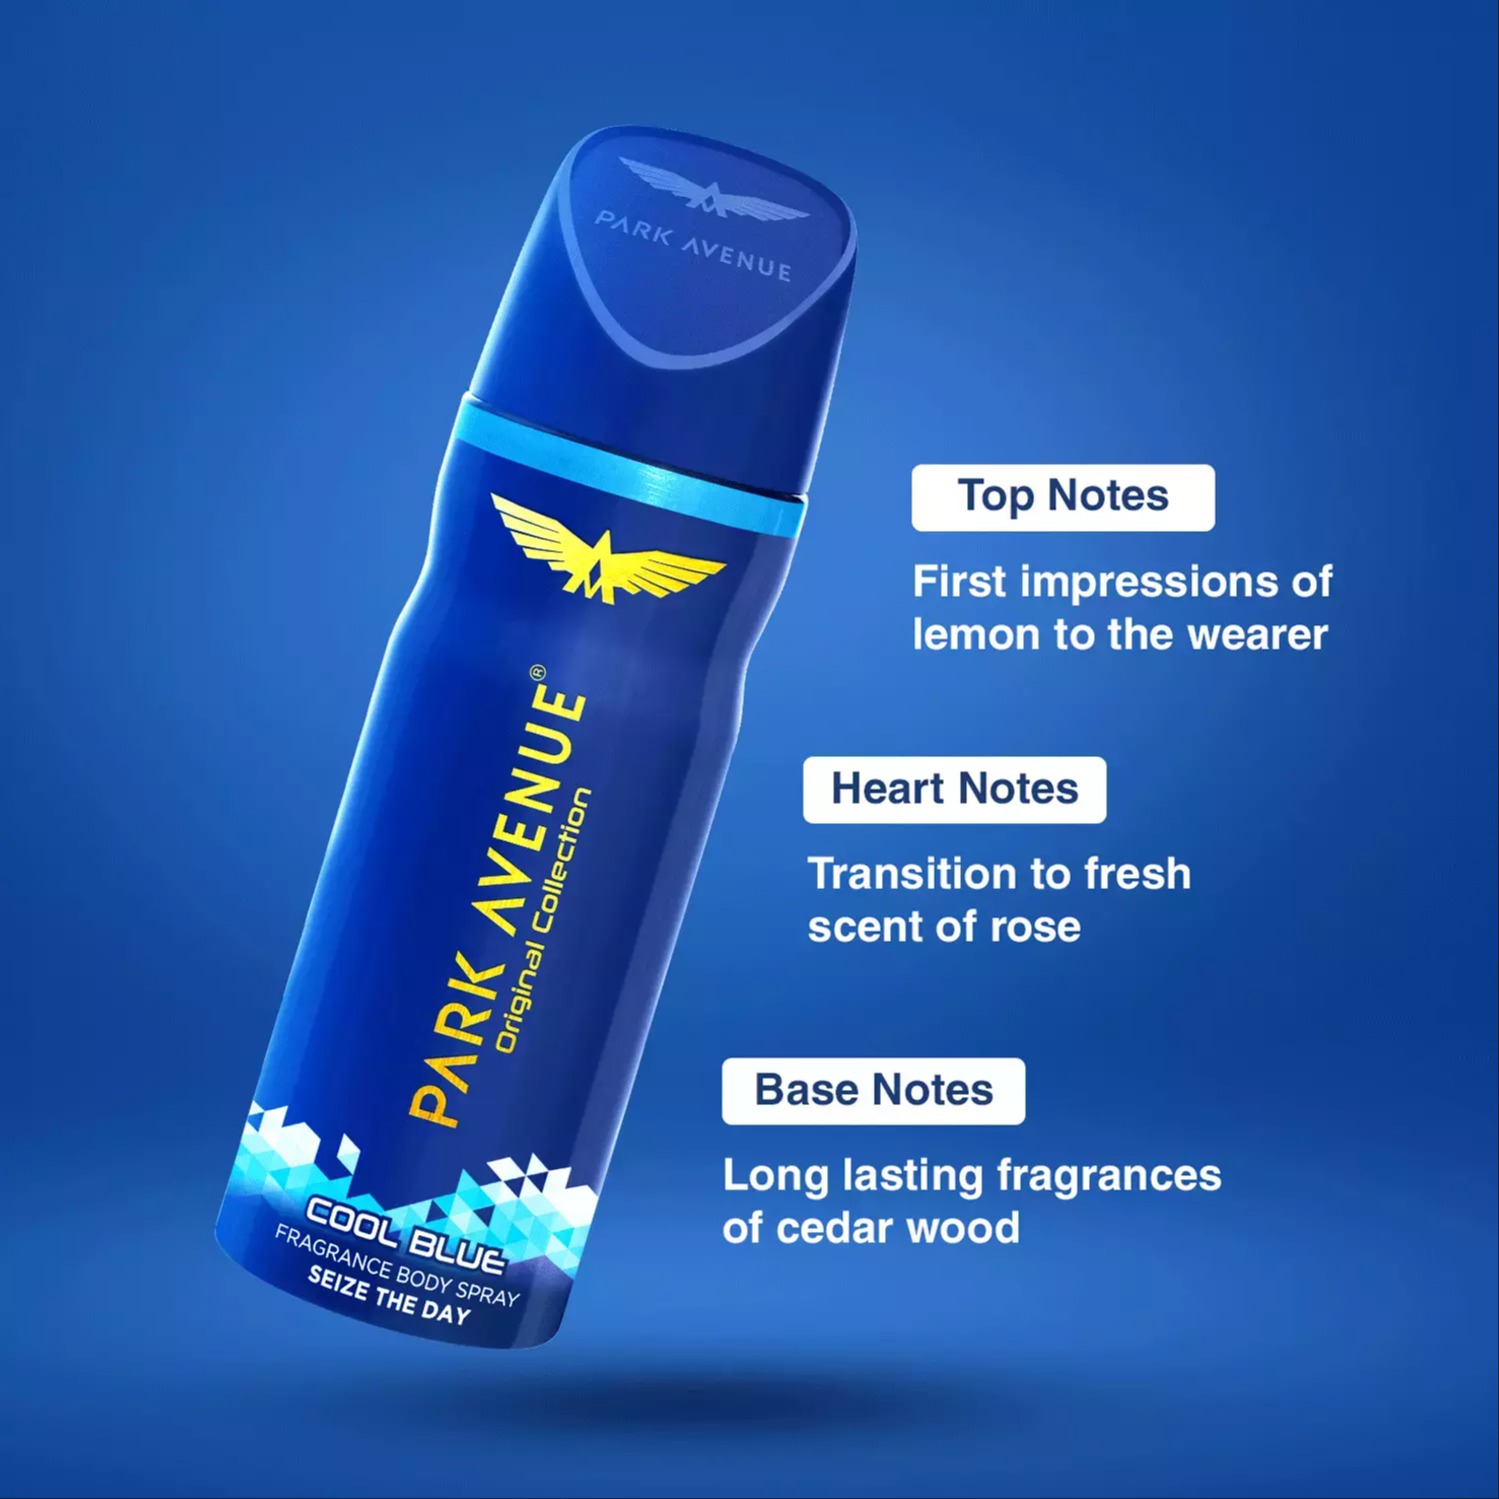 PARK AVENUE
PARK AVENUE®
Original Collection
COOL BLUE
FRAGRANCE BODY SPRAY
SEIZE THE DAY
Top Notes
First impressions of
lemon to the wearer
Heart Notes
Transition to fresh
scent of rose
Base Notes
Long lasting fragrances
of cedar wood